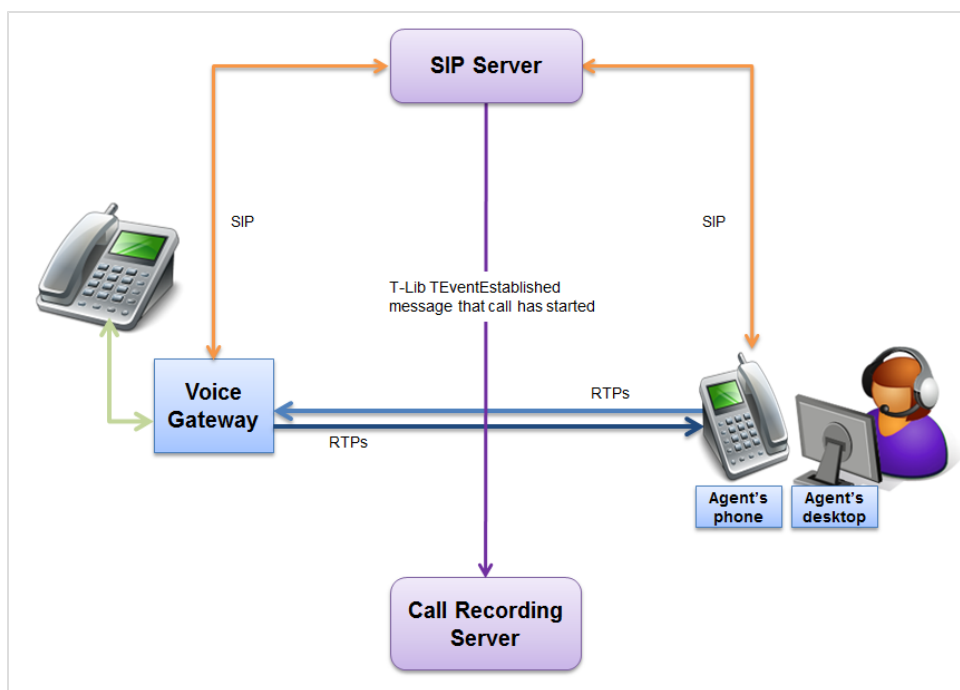 SIP Server
SIP
SIP
T-Lib TEventEstablished
message that call has started
Voice
Gateway
RTPs
RTPs
Agent's
phone
Agent's
desktop
Call Recording
Server